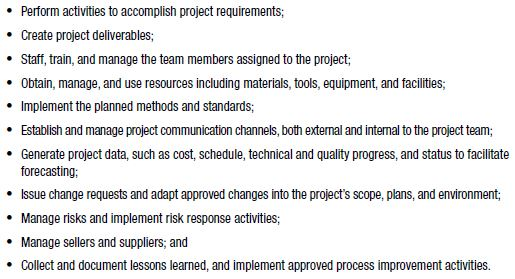 • Perform activities to accomplish project requirements;
• Create project deliverables;
• Staff, train, and manage the team members assigned to the project;
• Obtain, manage, and use resources including materials, tools, equipment, and facilities;
• Implement the planned methods and standards;
• Establish and manage project communication channels, both external and internal to the project team;
• Generate project data, such as cost, schedule, technical and quality progress, and status to facilitate
forecasting;
• Issue change requests and adapt approved changes into the project's scope, plans, and environment;
• Manage risks and implement risk response activities;
• Manage sellers and suppliers; and
• Collect and document lessons learned, and implement approved process improvement activities.